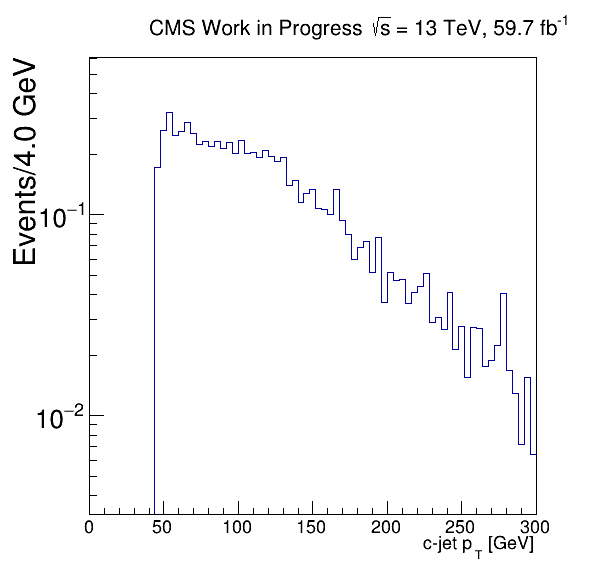 CMS Work in Progress √s = 13 TeV, 59.7 fb⁻¹
Events/4.0 GeV
10⁻¹
10⁻²
0 50 100 150 200 250 300
c-jet p_T [GeV]